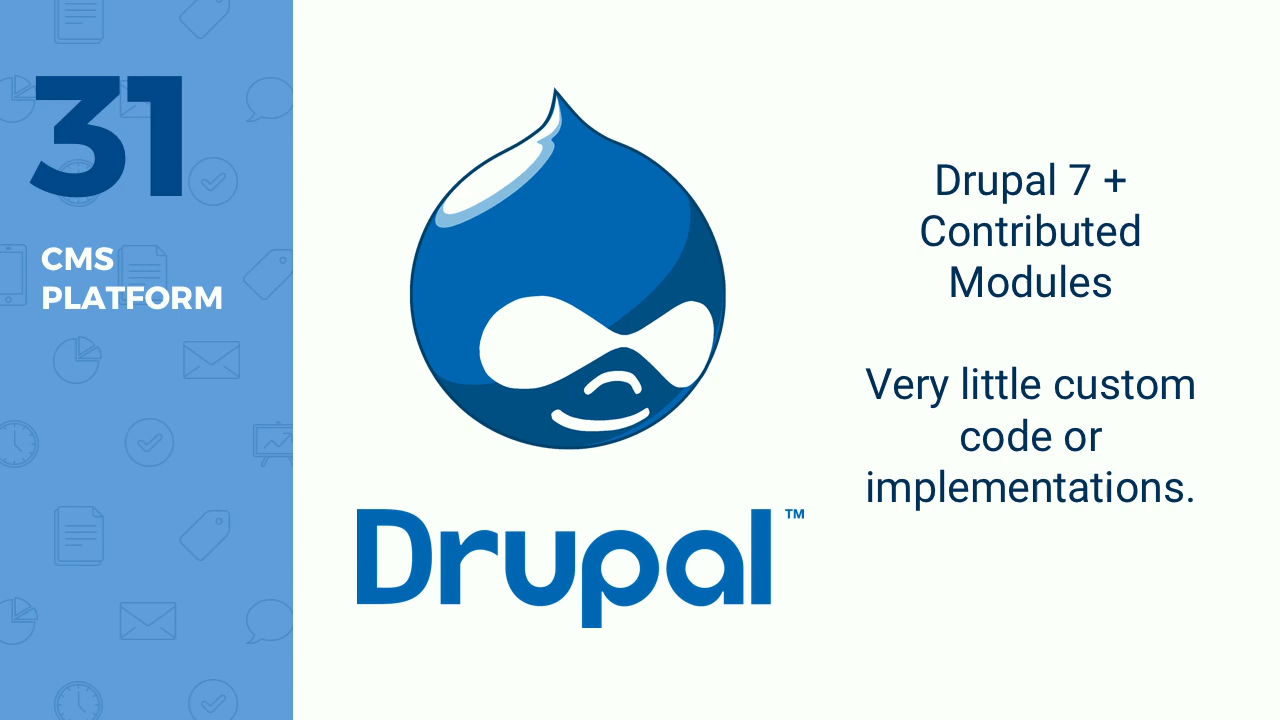 31
CMS
PLATFORM
Drupal™
Drupal 7 +
Contributed
Modules
Very little custom
code or
implementations.